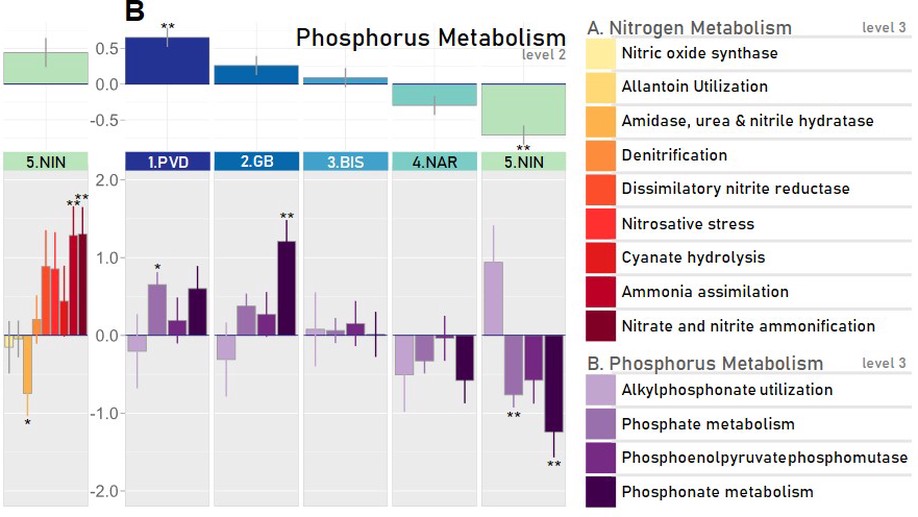 B
Phosphorus Metabolism
level 2
**
0.5
0.0
-0.5
**
5.NIN
1.PVD
2.GB
3.BIS
4.NAR
5.NIN
2.0
1.0
0.0
-1.0
-2.0
**
**
*
*
**
**
**
A. Nitrogen Metabolism
level 3
Nitric oxide synthase
Allantoin Utilization
Amidase, urea & nitrile hydratase
Denitrification
Dissimilatory nitrite reductase
Nitrosative stress
Cyanate hydrolysis
Ammonia assimilation
Nitrate and nitrite ammonification
B. Phosphorus Metabolism
level 3
Alkylphosphonate utilization
Phosphate metabolism
Phosphoenolpyruvatephosphomutase
Phosphonate metabolism